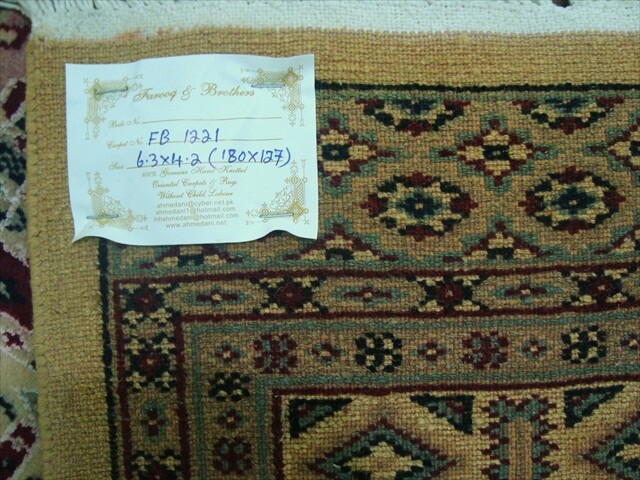 Farooq & Brothers
Bale No.
Carpet No. FB 1221
Size 6.3x4.2 (180x127)
100% Genuine Hand Knotted
Oriental Carpets & Rugs
Without Child Labour
ahmedani@cyber.net.pk
ahmedani1@hotmail.com
www.ahmedani.net